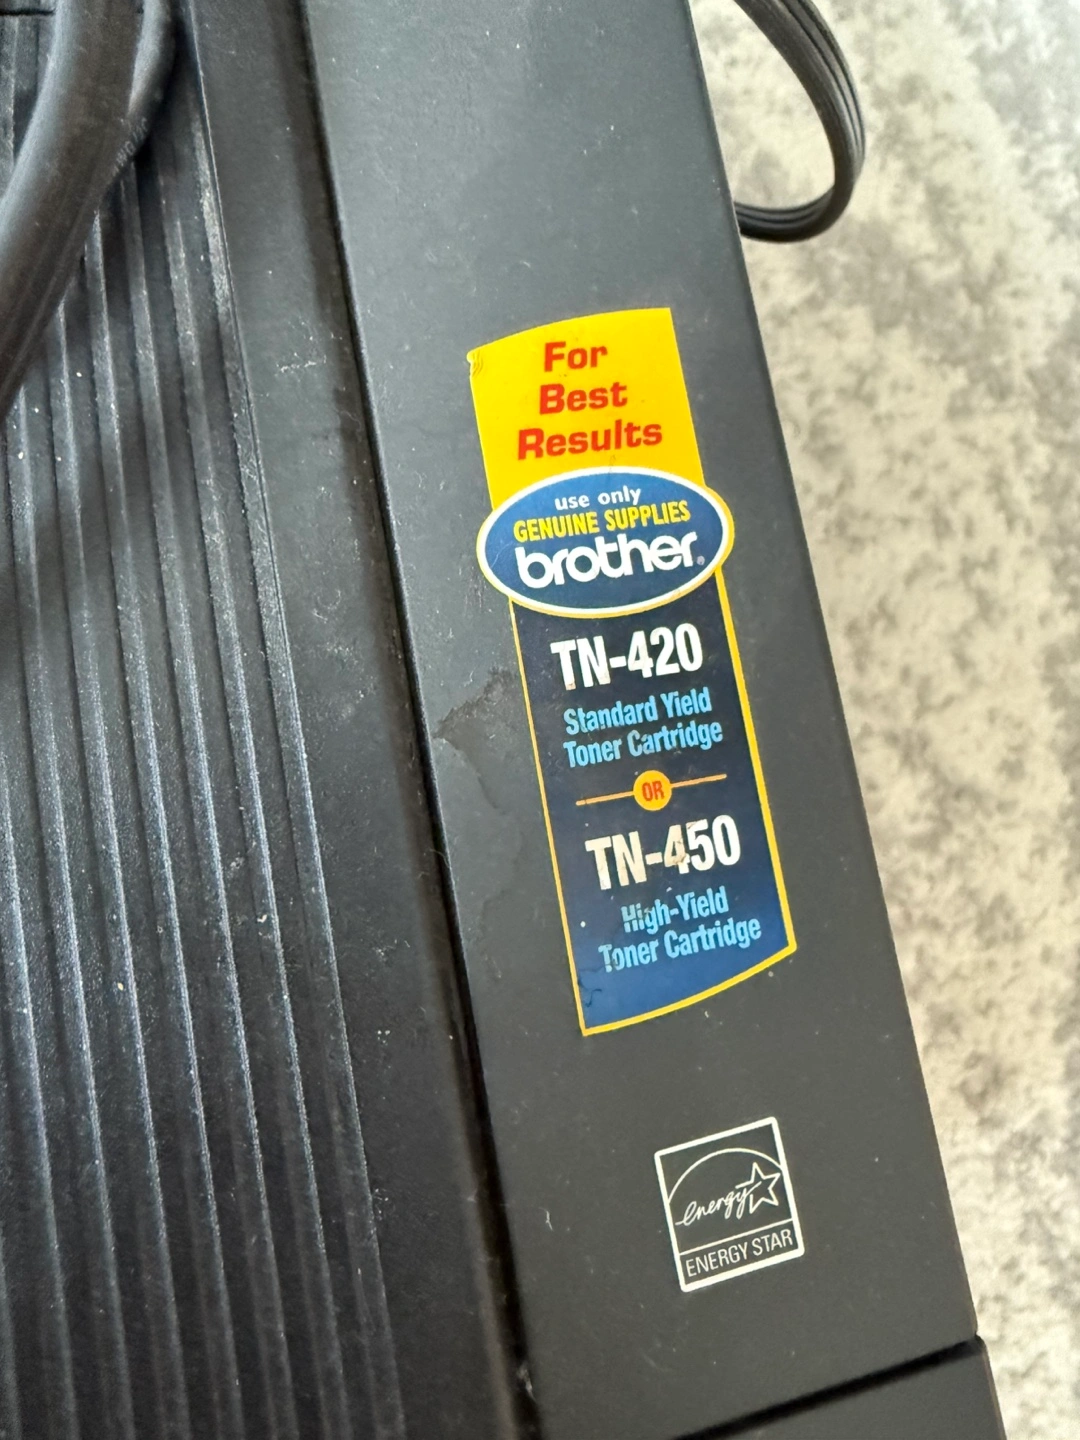 For
Best
Results
use only
GENUINE SUPPLIES
brother®
TN-420
Standard Yield
Toner Cartridge
OR
TN-450
High-Yield
Toner Cartridge
energy
ENERGY STAR